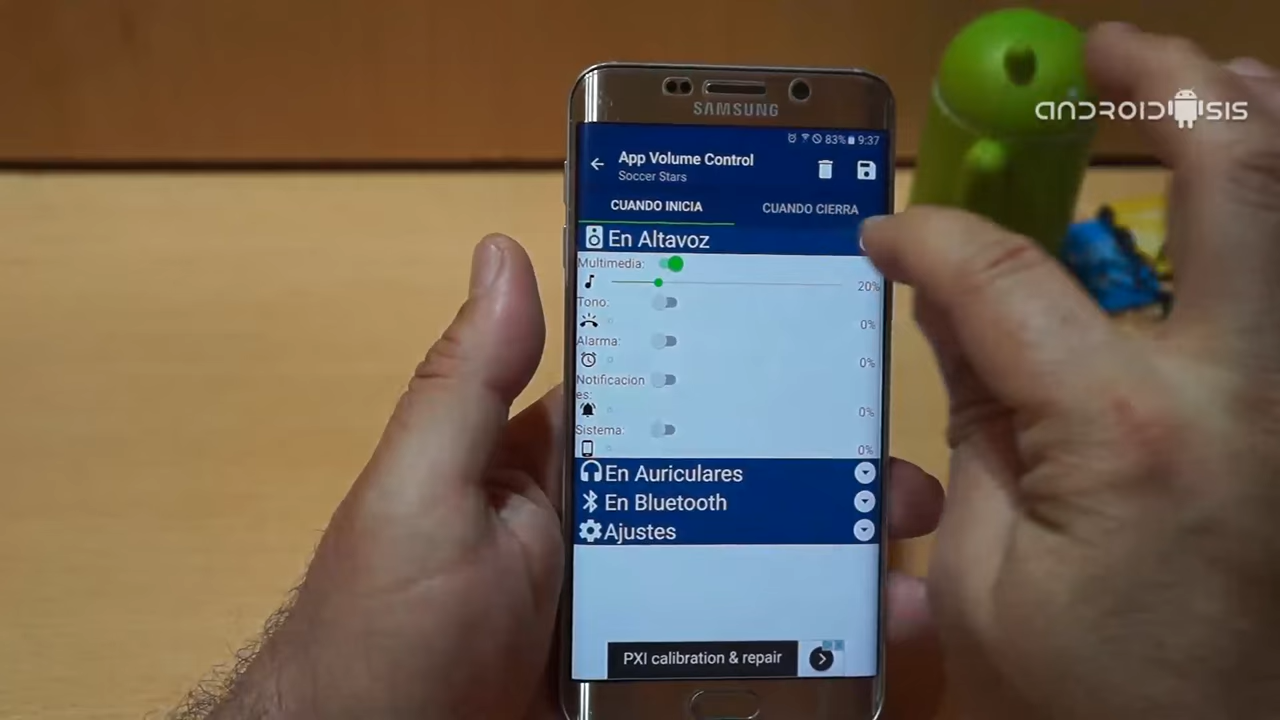 ANDROIDSIS
SAMSUNG
83% 9:37
App Volume Control
Soccer Stars
CUANDO INICIA
CUANDO CIERRA
En Altavoz
Multimedia:
20%
Tono:
0%
Alarma:
0%
Notificacion
es:
0%
Sistema:
0%
En Auriculares
En Bluetooth
Ajustes
PXI calibration & repair